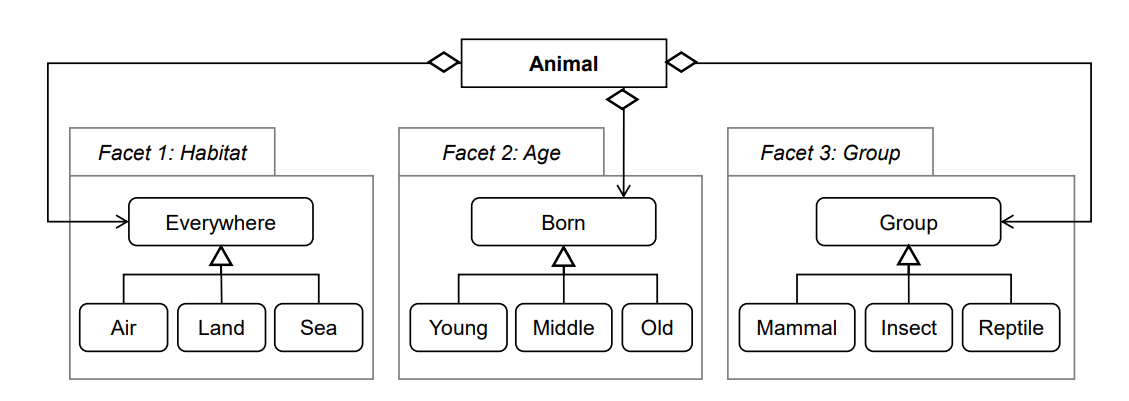 Animal
Facet 1: Habitat
Facet 2: Age
Facet 3: Group
Everywhere
Born
Group
Air
Land
Sea
Young
Middle
Old
Mammal
Insect
Reptile